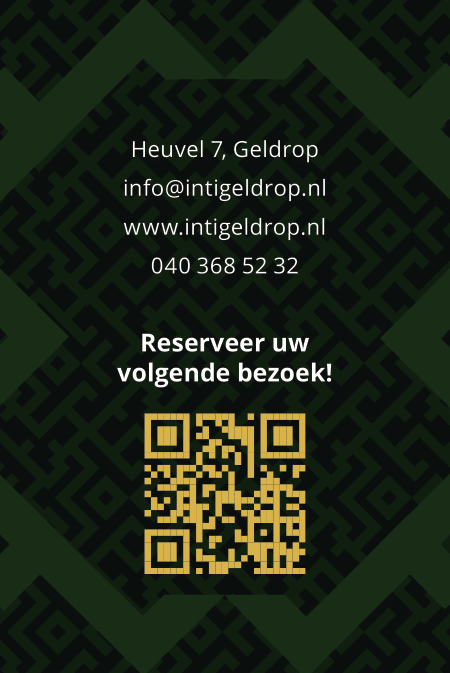 Heuvel 7, Geldrop
info@intigeldrop.nl
www.intigeldrop.nl
040 368 52 32
Reserveer uw
volgende bezoek!